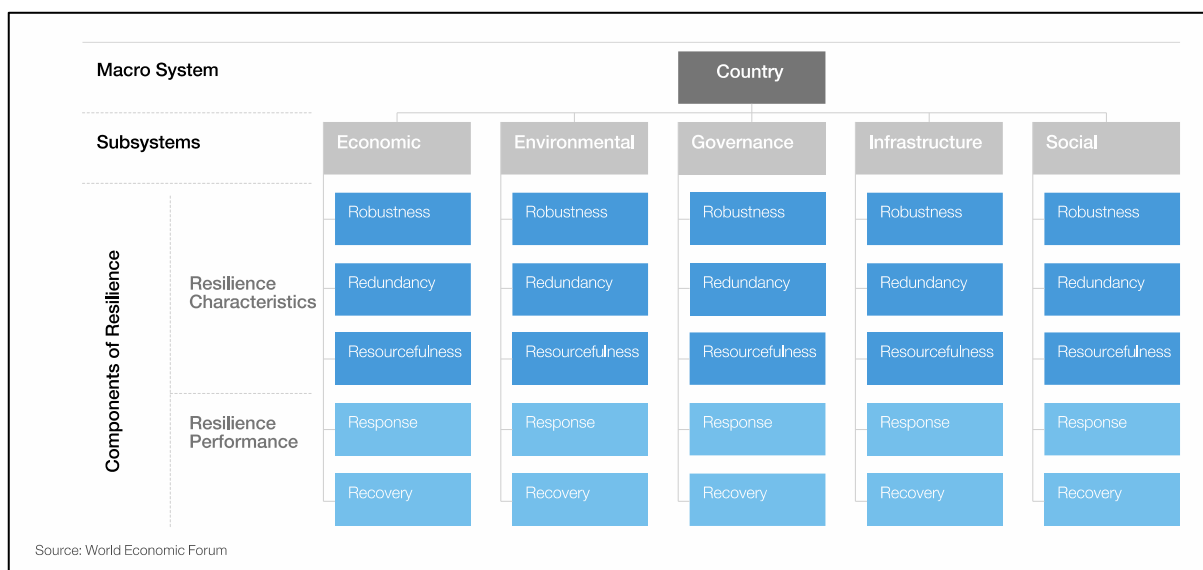 Macro System
Country
Subsystems
Economic
Environmental
Governance
Infrastructure
Social
Components of Resilience
Resilience
Characteristics
Robustness
Robustness
Robustness
Robustness
Robustness
Redundancy
Redundancy
Redundancy
Redundancy
Redundancy
Resourcefulness
Resourcefulness
Resourcefulness
Resourcefulness
Resourcefulness
Resilience
Performance
Response
Response
Response
Response
Response
Recovery
Recovery
Recovery
Recovery
Recovery
Source: World Economic Forum